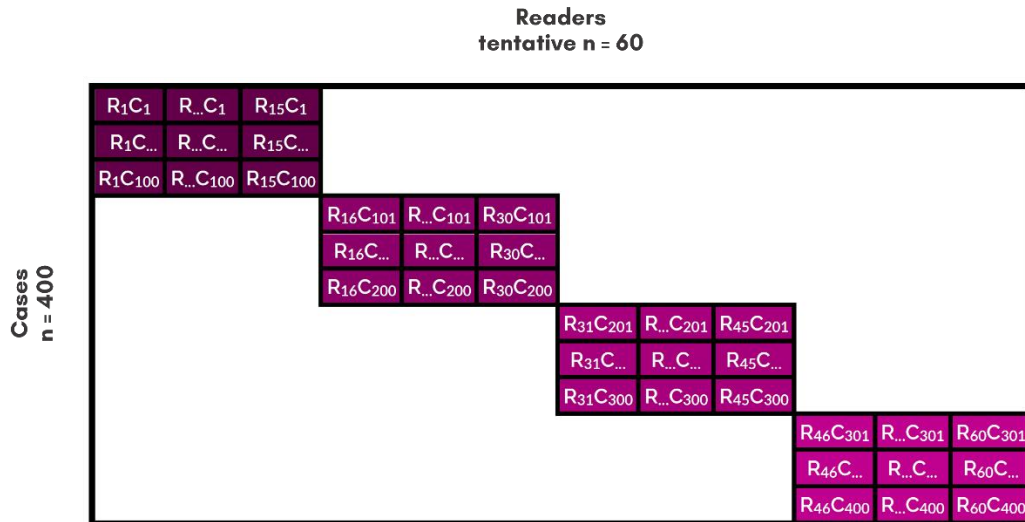 Readers
tentative n = 60
Cases
n = 400
R₁C₁ R...C₁ R₁₅C₁
R₁C... R...C... R₁₅C...
R₁C₁₀₀ R...C₁₀₀ R₁₅C₁₀₀
R₁₆C₁₀₁ R...C₁₀₁ R₃₀C₁₀₁
R₁₆C... R...C... R₃₀C...
R₁₆C₂₀₀ R...C₂₀₀ R₃₀C₂₀₀
R₃₁C₂₀₁ R...C₂₀₁ R₄₅C₂₀₁
R₃₁C... R...C... R₄₅C...
R₃₁C₃₀₀ R...C₃₀₀ R₄₅C₃₀₀
R₄₆C₃₀₁ R...C₃₀₁ R₆₀C₃₀₁
R₄₆C... R...C... R₆₀C...
R₄₆C₄₀₀ R...C₄₀₀ R₆₀C₄₀₀